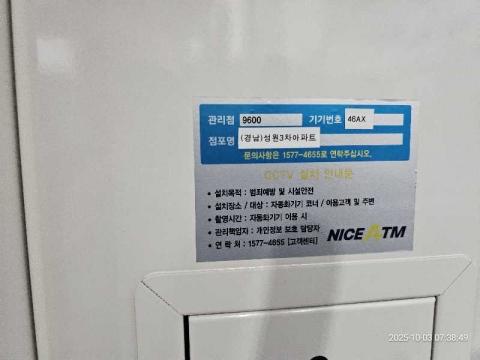 관리점 9600 기기번호 46AX
점포명 (경남)성원3차아파트
문의사항은 1577-4655로 연락주십시오.
CCTV 설치 안내문
• 설치목적 : 범죄예방 및 시설안전
• 설치장소 / 대상 : 자동화기기 코너 / 이용고객 및 주변
• 촬영시간 : 자동화기기 이용 시
• 관리책임자 : 개인정보 보호 담당자
• 연 락 처 : 1577-4655 [고객센터]
NICE ATM
2025-10-03 07:38:49